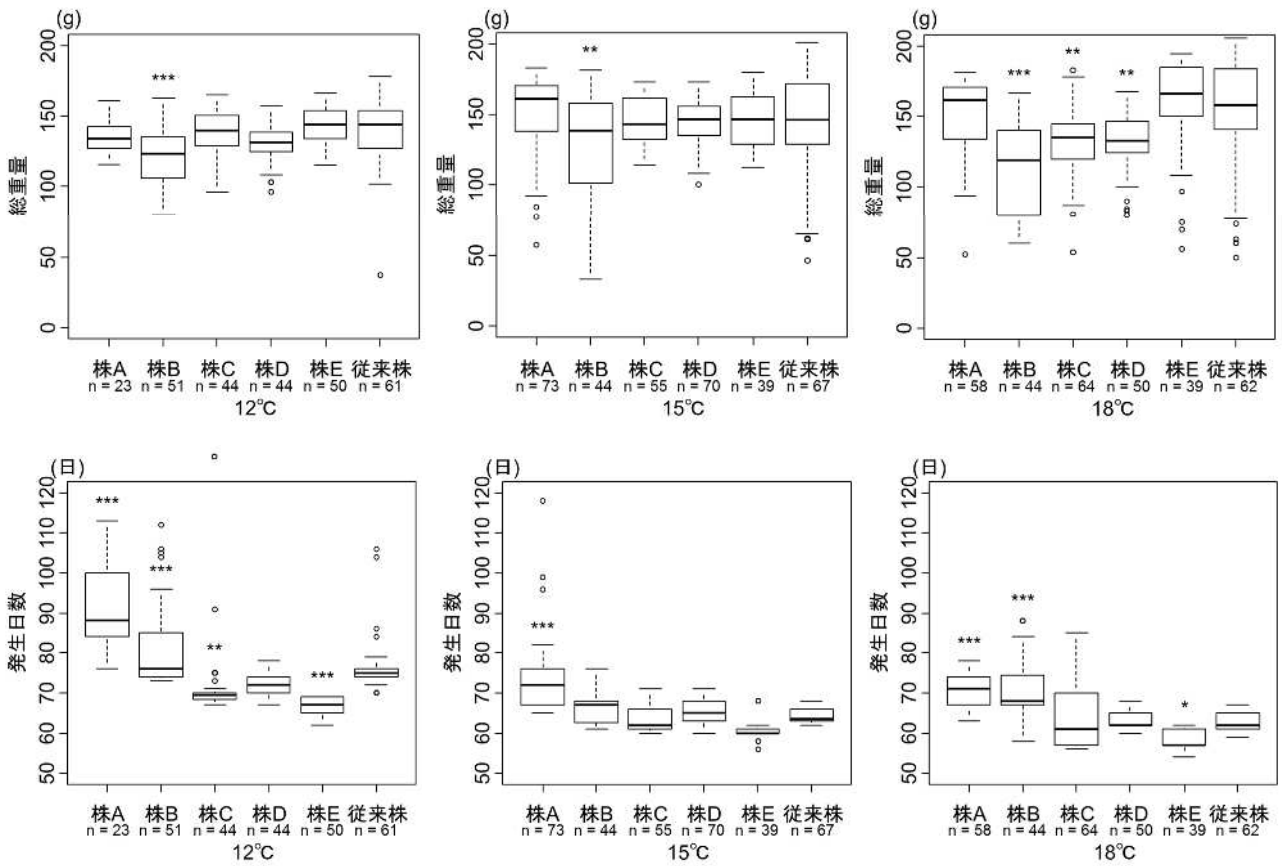 (g)
総重量
0 50 100 150 200
*** 
株A 株B 株C 株D 株E 従来株
n = 23 n = 51 n = 44 n = 44 n = 50 n = 61
12℃
(g)
総重量
0 50 100 150 200
**
株A 株B 株C 株D 株E 従来株
n = 73 n = 44 n = 55 n = 70 n = 39 n = 67
15℃
(g)
総重量
0 50 100 150 200
*** ** **
株A 株B 株C 株D 株E 従来株
n = 58 n = 44 n = 64 n = 50 n = 39 n = 62
18℃
(日)
発生日数
50 60 70 80 90 100 110 120
*** *** ** ***
株A 株B 株C 株D 株E 従来株
n = 23 n = 51 n = 44 n = 44 n = 50 n = 61
12℃
(日)
発生日数
50 60 70 80 90 100 110 120
***
株A 株B 株C 株D 株E 従来株
n = 73 n = 44 n = 55 n = 70 n = 39 n = 67
15℃
(日)
発生日数
50 60 70 80 90 100 110 120
*** *** *
株A 株B 株C 株D 株E 従来株
n = 58 n = 44 n = 64 n = 50 n = 39 n = 62
18℃